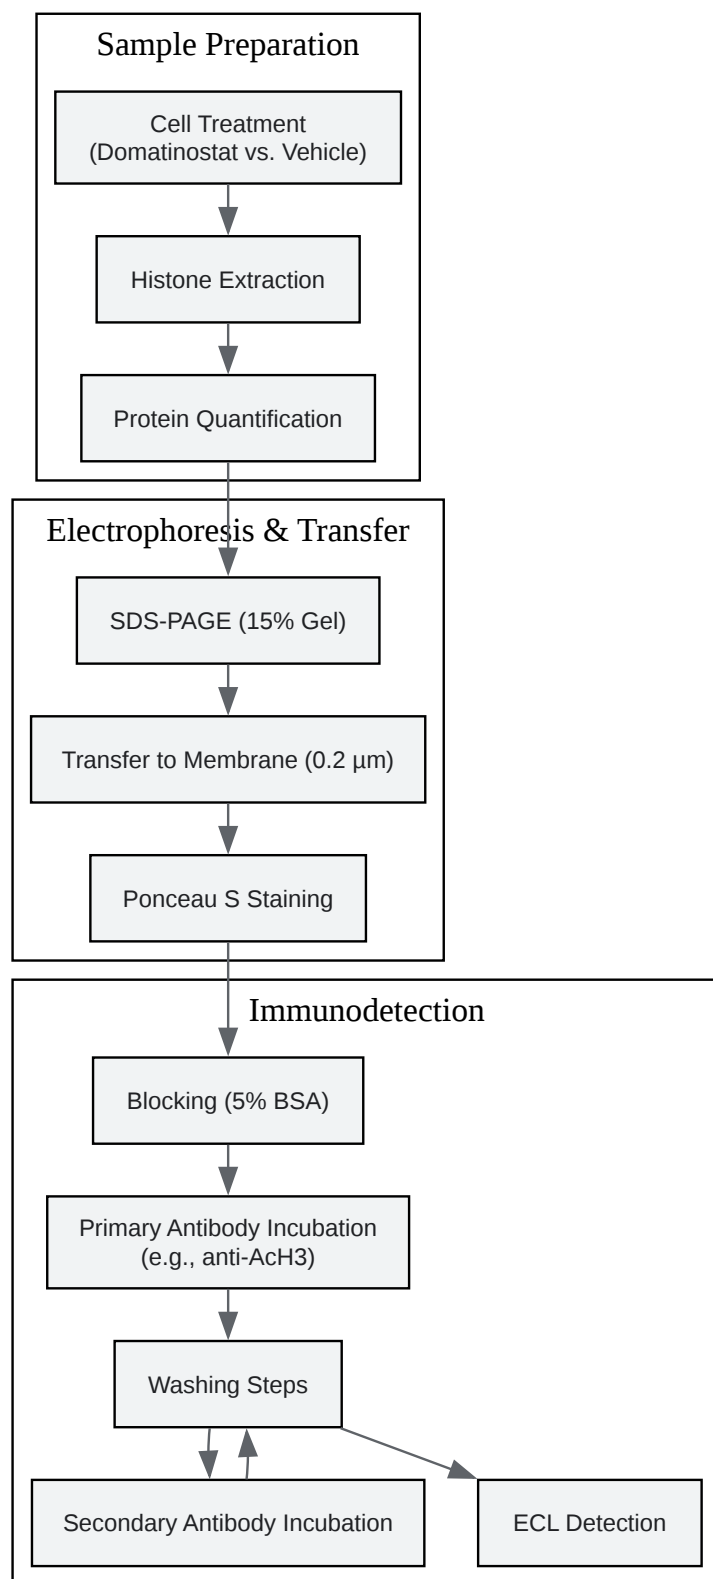 Sample Preparation
Cell Treatment
(Domatinostat vs. Vehicle)
Histone Extraction
Protein Quantification
Electrophoresis & Transfer
SDS-PAGE (15% Gel)
Transfer to Membrane (0.2 µm)
Ponceau S Staining
Immunodetection
Blocking (5% BSA)
Primary Antibody Incubation
(e.g., anti-AcH3)
Washing Steps
Secondary Antibody Incubation
ECL Detection